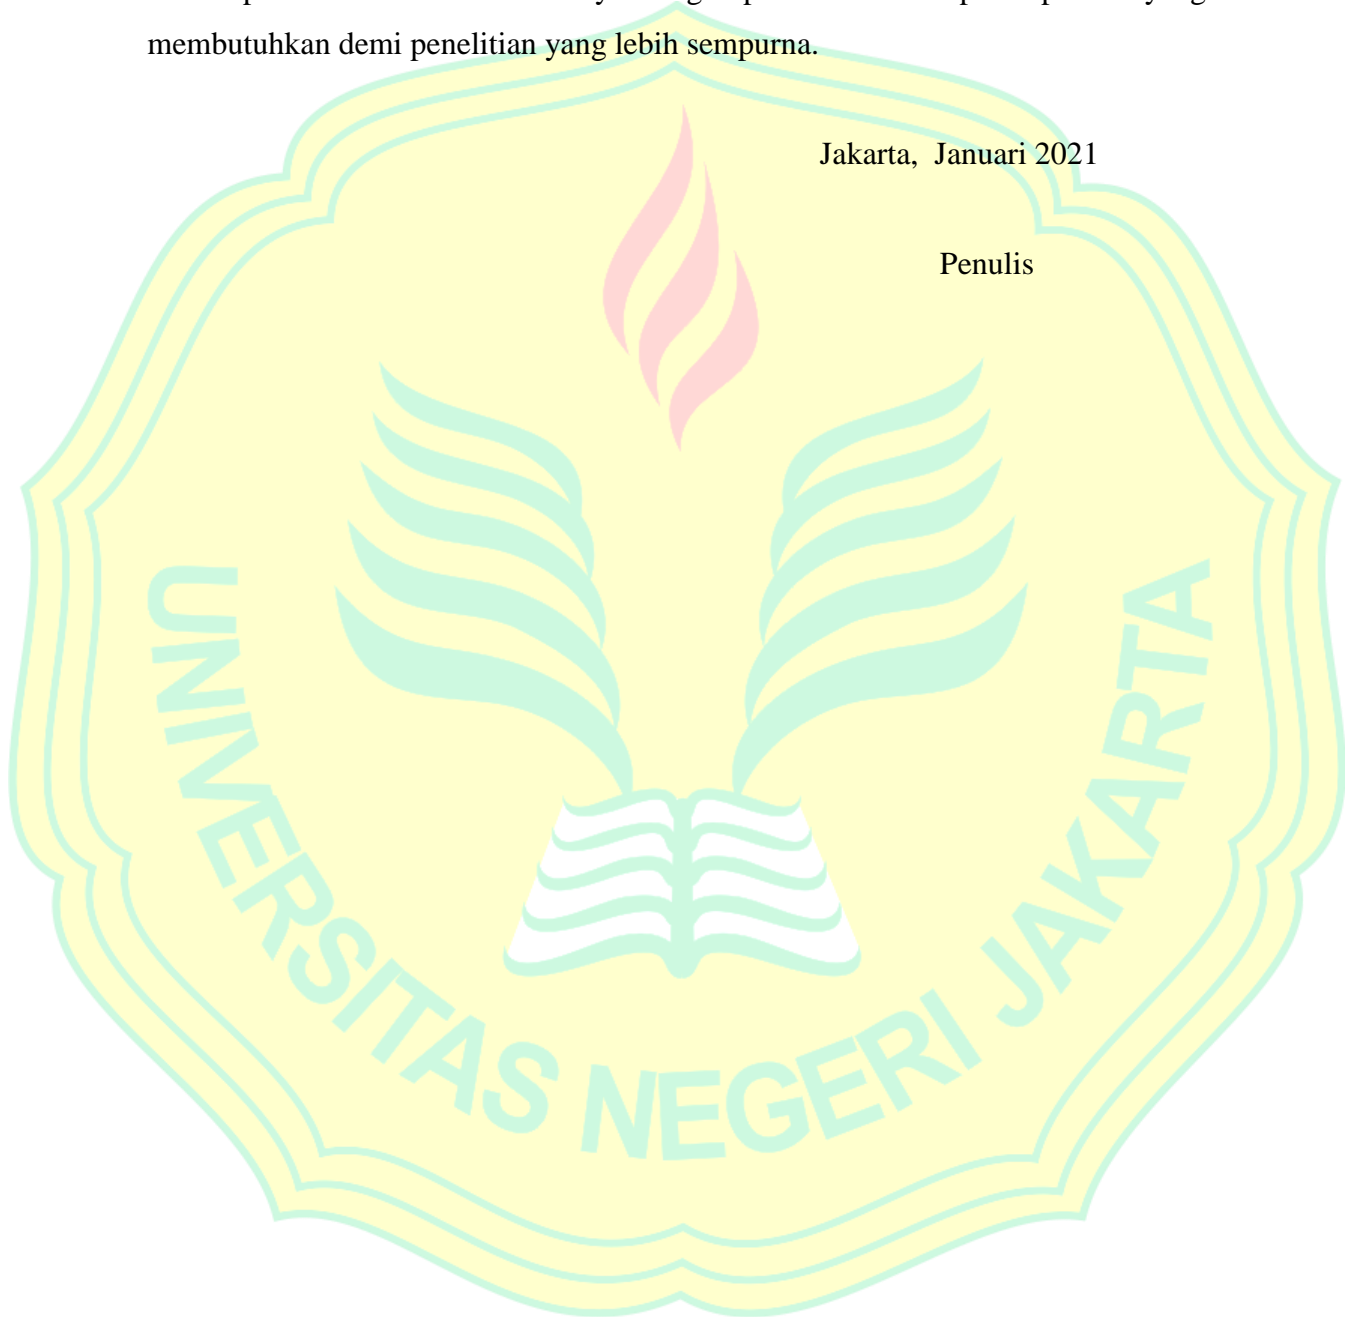 membutuhkan demi penelitian yang lebih sempurna.
Jakarta,  Januari 2021
Penulis
UNIVERSITAS NEGERI JAKARTA